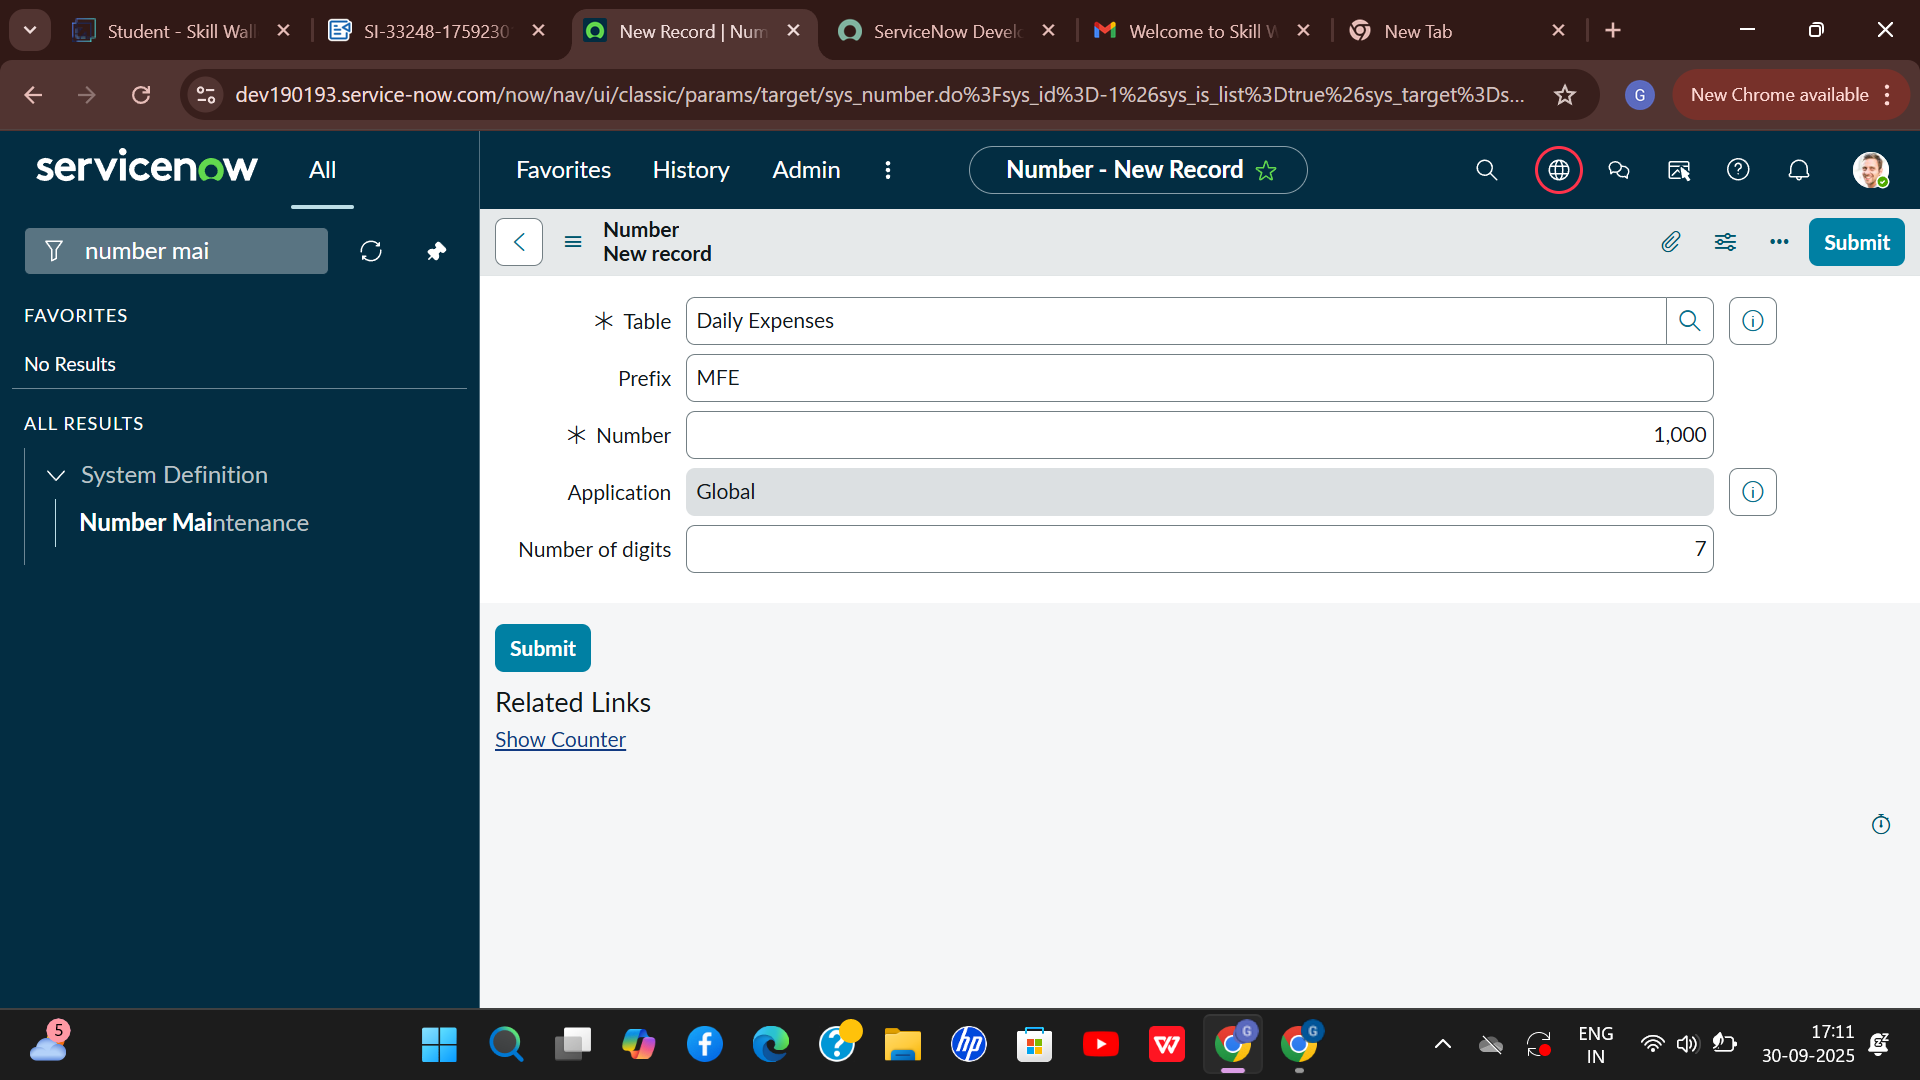 Student - Skill Wall
SI-33248-1759230
New Record | Num
ServiceNow Develo
Welcome to Skill W
New Tab
dev190193.service-now.com/now/nav/ui/classic/params/target/sys_number.do%3Fsys_id%3D-1%26sys_is_list%3Dtrue%26sys_target%3Ds...
G
New Chrome available
servicenow
All
Favorites
History
Admin
Number - New Record
number mai
Number
New record
Submit
FAVORITES
No Results
ALL RESULTS
System Definition
Number Maintenance
Table
Daily Expenses
Prefix
MFE
Number
1,000
Application
Global
Number of digits
7
Submit
Related Links
Show Counter
5
hp
G
G
ENG
IN
17:11
30-09-2025